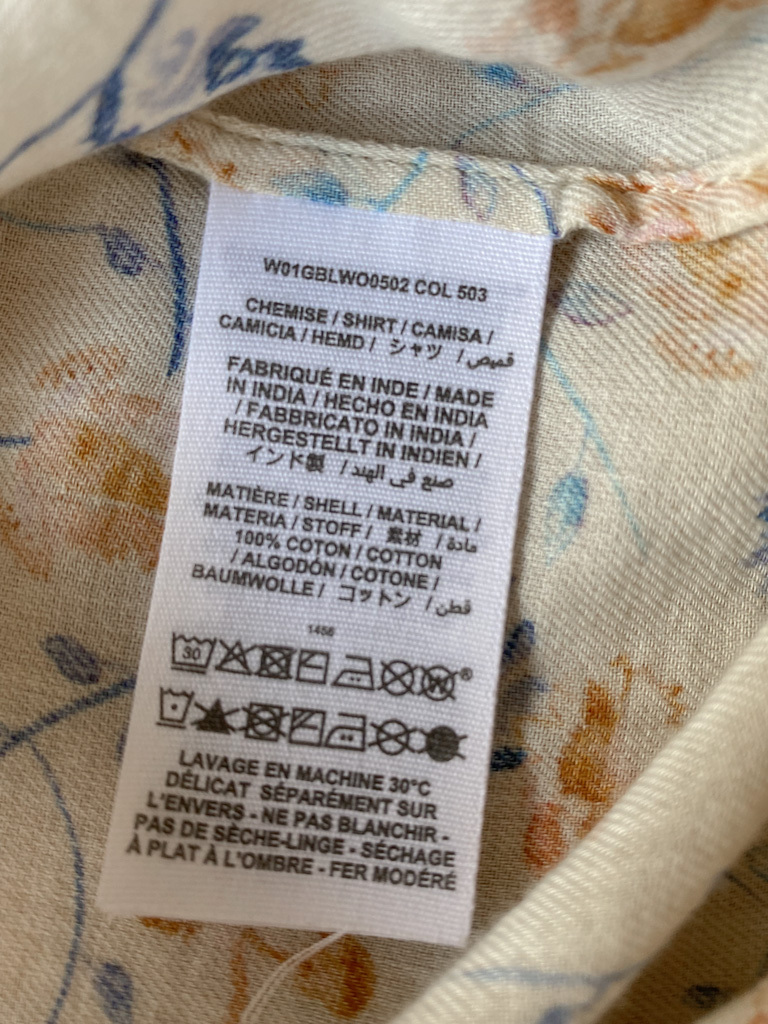 W01GBLWO0502 COL 503
CHEMISE / SHIRT / CAMISA /
CAMICIA / HEMD / シャツ / قميص
FABRIQUÉ EN INDE / MADE
IN INDIA / HECHO EN INDIA
/ FABBRICATO IN INDIA /
HERGESTELLT IN INDIEN /
インド製 / صنع في الهند
MATIÈRE / SHELL / MATERIAL /
MATERIA / STOFF / 素材 / مادة
100% COTON / COTTON
/ ALGODÓN / COTONE /
BAUMWOLLE / コットン / قطن
1456
30 W ®
LAVAGE EN MACHINE 30°C
DÉLICAT SÉPARÉMENT SUR
L'ENVERS - NE PAS BLANCHIR -
PAS DE SÈCHE-LINGE - SÉCHAGE
À PLAT À L'OMBRE - FER MODÉRÉ